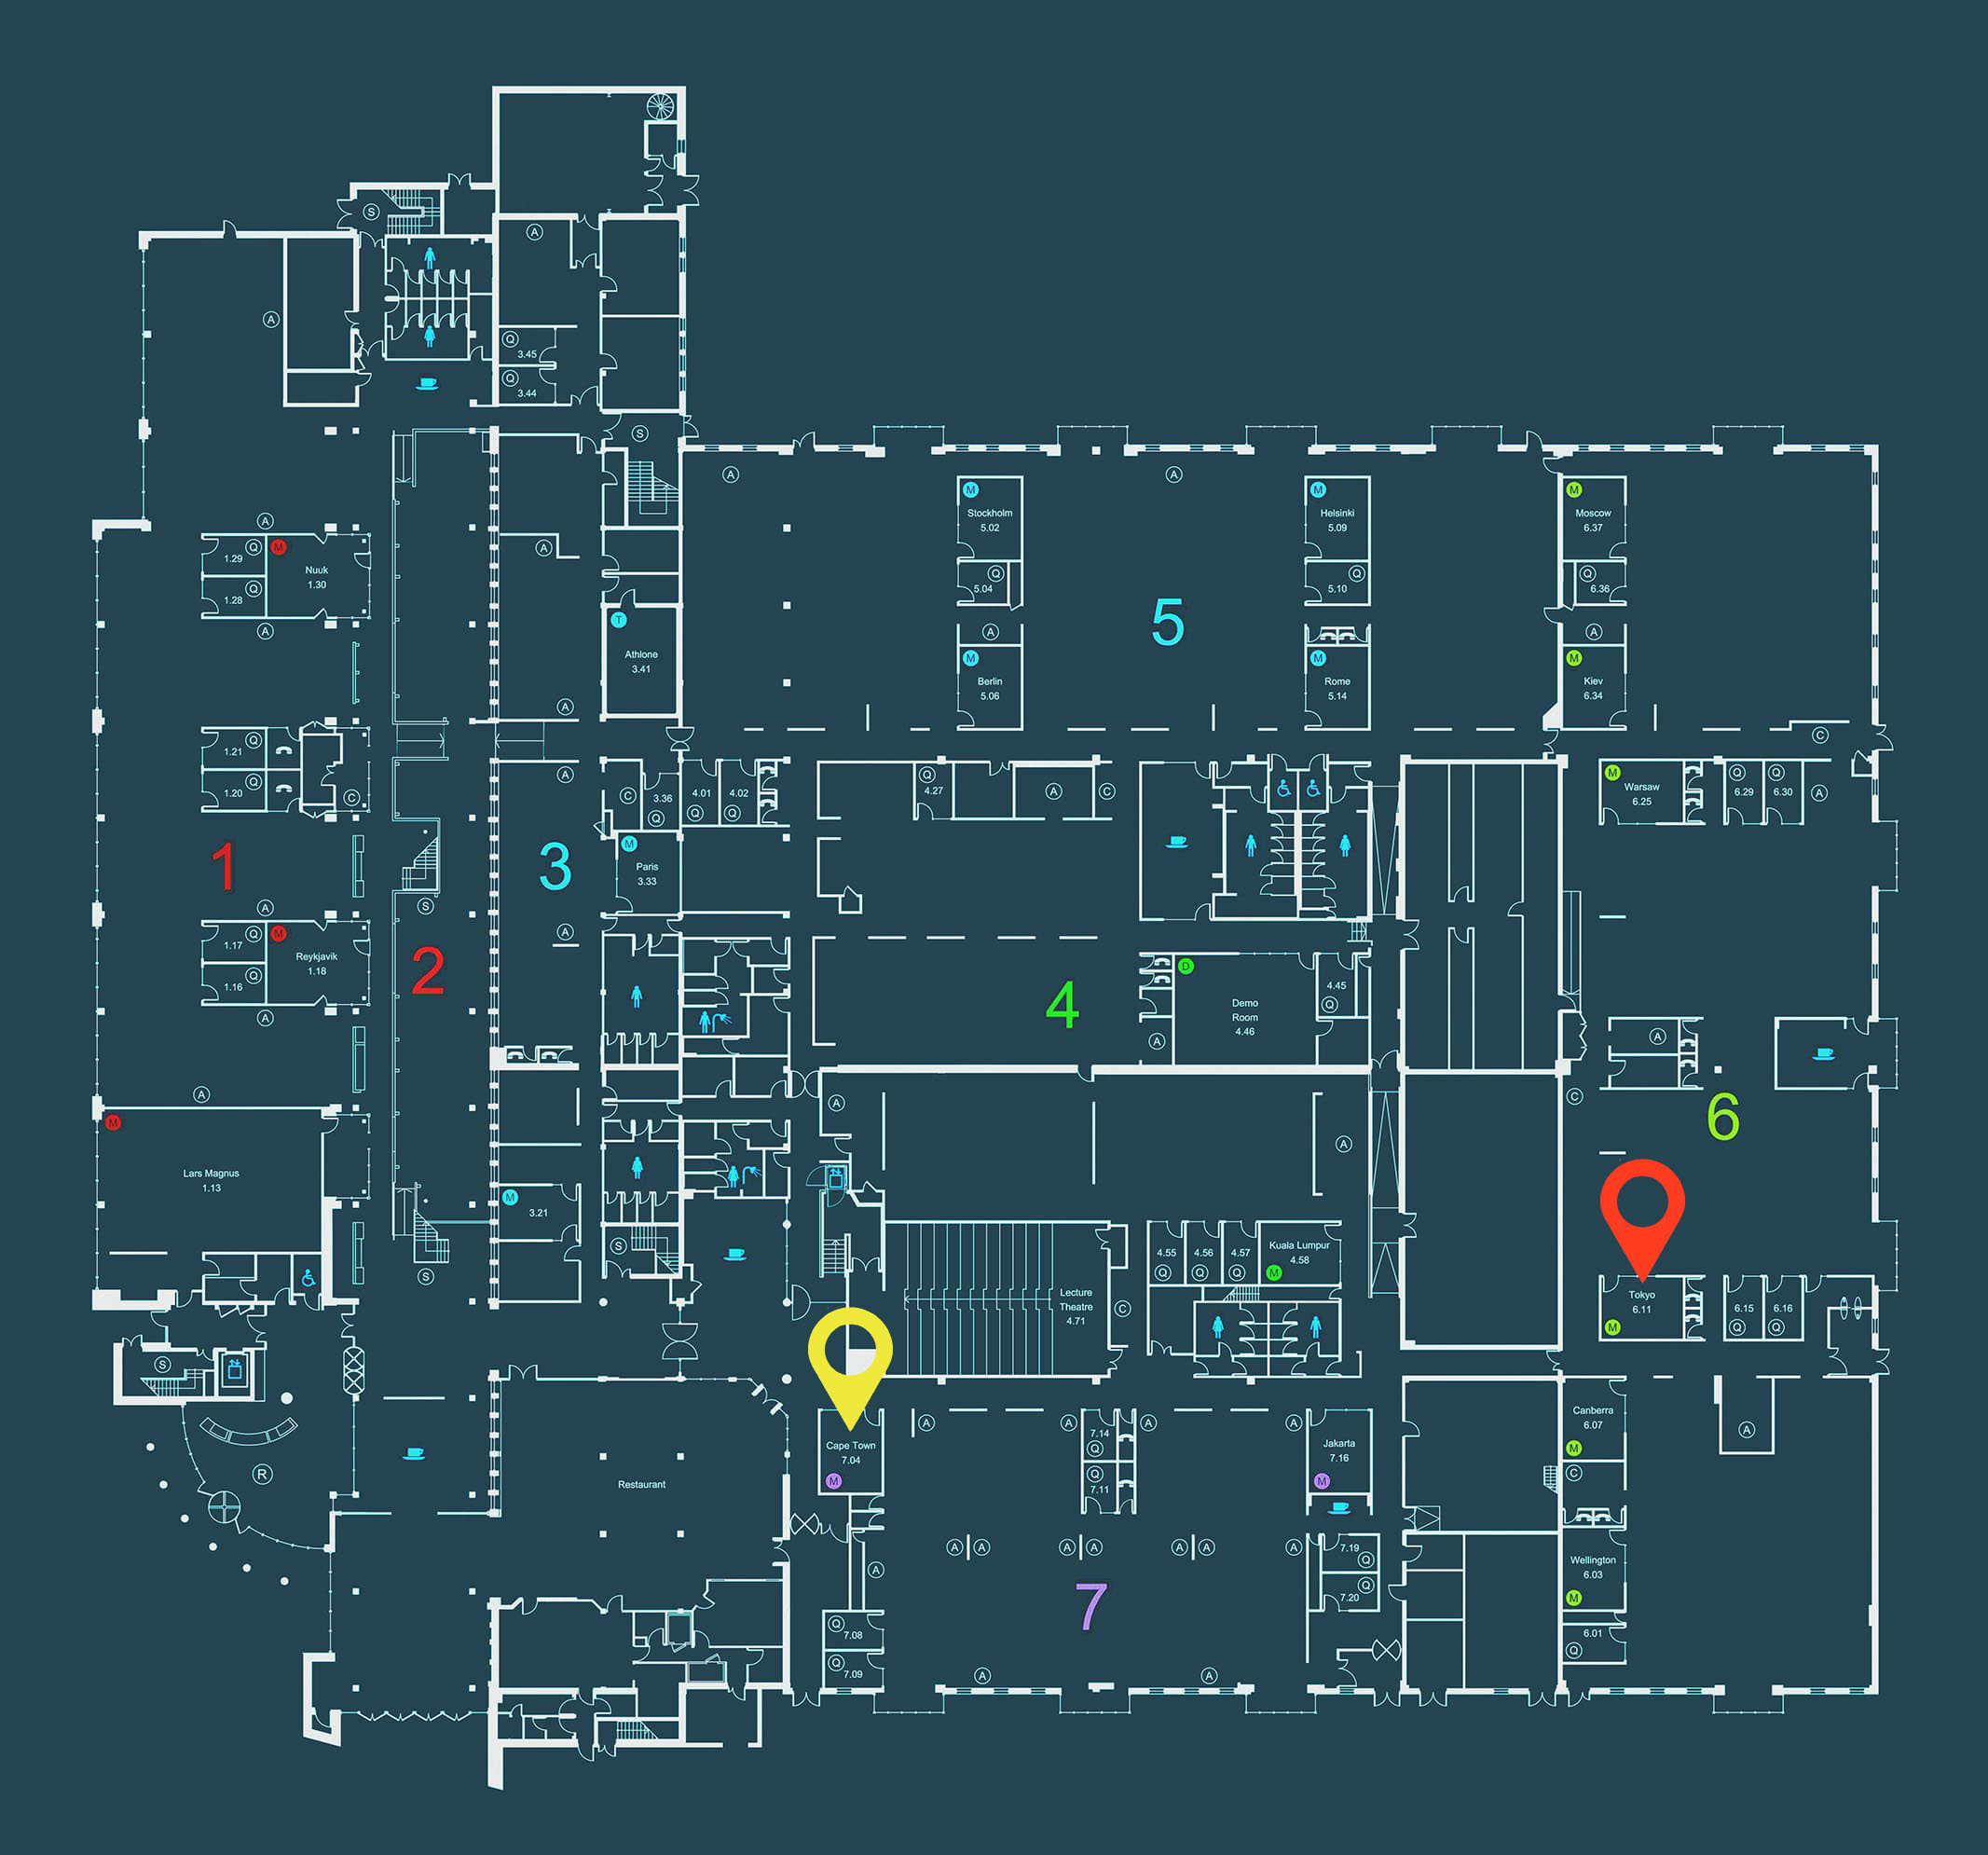 S
A
A
Q
3.45
Q
3.44
S
A
A
M
Stockholm
5.02
M
Helsinki
5.09
M
Moscow
6.37
A
Q
1.29
M
Nuuk
1.30
Q
1.28
A
A
Q
5.04
Q
5.10
Q
6.36
5
T
Athlone
3.41
A
A
M
Berlin
5.06
M
Rome
5.14
M
Kiev
6.34
A
C
Q
1.21
Q
1.20
C
A
C
3.36
Q
4.01
Q
4.02
Q
Q
4.27
A
C
M
Warsaw
6.25
Q
6.29
Q
6.30
A
1
3
M
Paris
3.33
A
S
A
Q
1.17
M
Reykjavik
1.18
Q
1.16
A
2
4
D
Demo
Room
4.46
4.45
Q
A
A
C
A
A
A
6
M
Lars Magnus
1.13
M
3.21
S
S
4.55
Q
4.56
Q
4.57
Q
Kuala Lumpur
4.58
M
Lecture
Theatre
4.71
C
Tokyo
6.11
M
6.15
Q
6.16
Q
S
R
Restaurant
Cape Town
7.04
M
A
A
7.14
Q
Q
7.11
A
A
Jakarta
7.16
M
Canberra
6.07
M
C
A
A
A
A
A
A
A
A
A
7.19
Q
Q
7.20
Wellington
6.03
M
7
Q
7.08
Q
7.09
6.01
Q
A
A